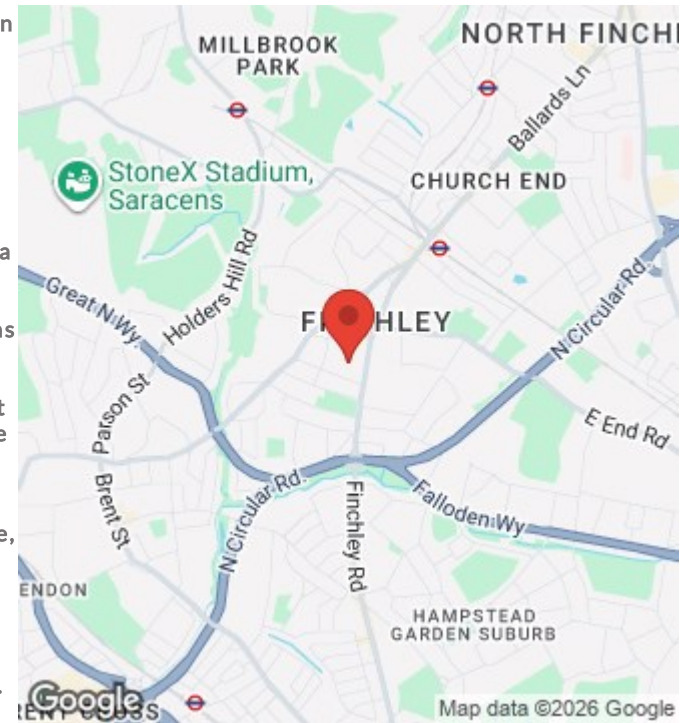 n
MILLBROOK
PARK
NORTH FINCH
Ballards Ln
StoneX Stadium,
Saracens
CHURCH END
a
Holders Hill Rd
Great N Wy
N Circular Rd
ns
FINCHLEY
t
e
Parson St
E End Rd
Brent St
N Circular Rd
Finchley Rd
Falloden Wy
e,
ENDON
HAMPSTEAD
GARDEN SUBURB
Google
Map data ©2026 Google